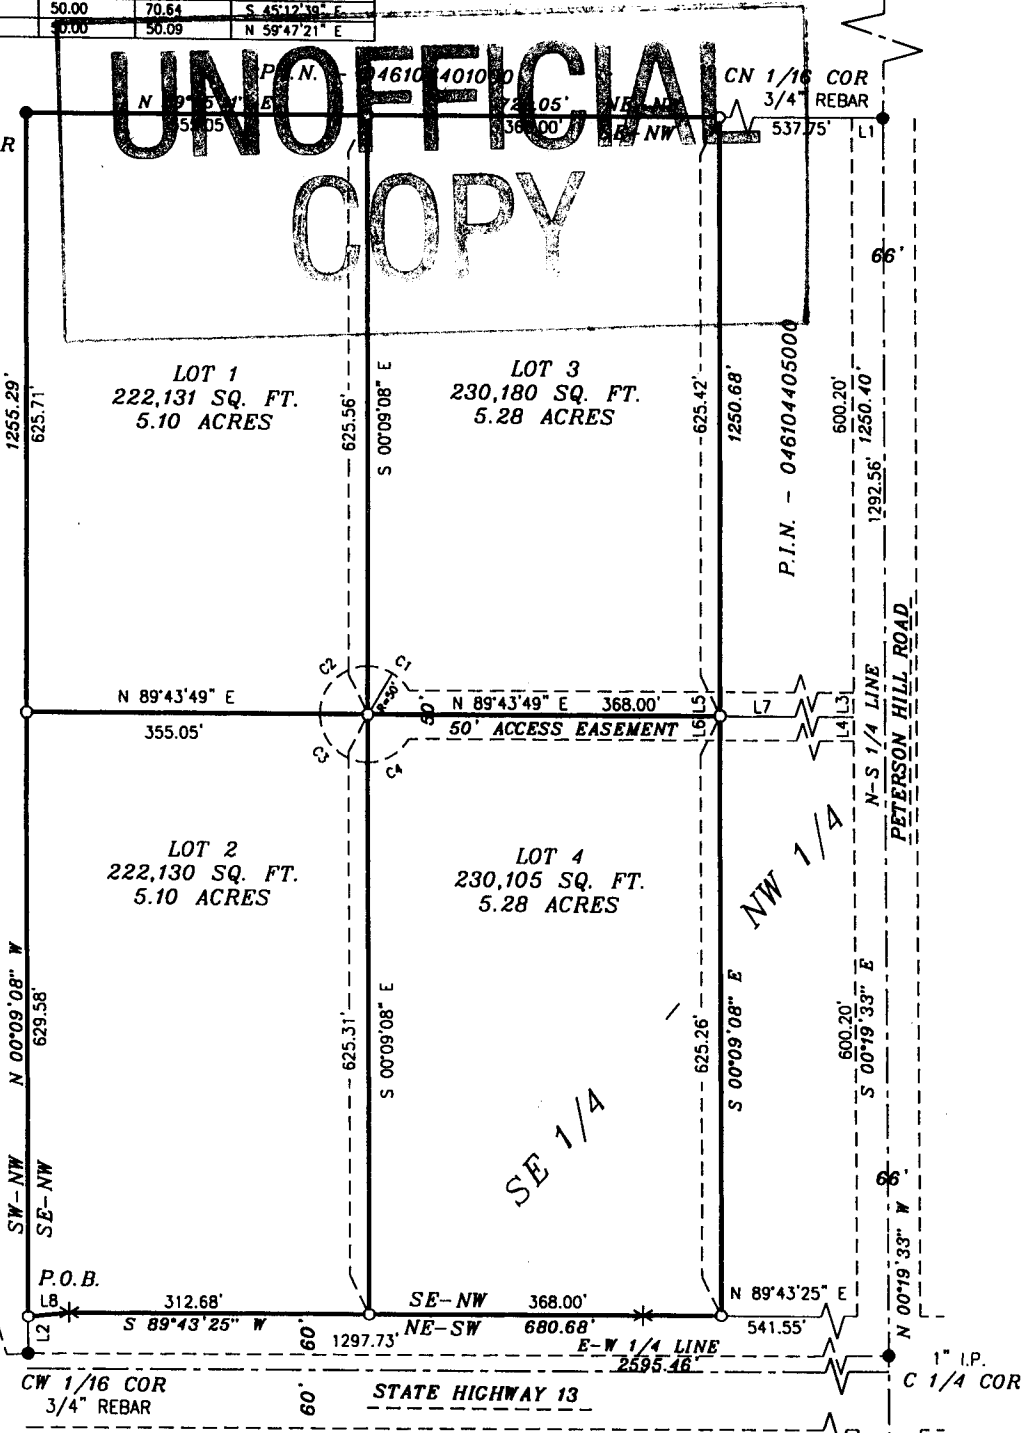 50.00 70.64 S 45°12'39" E
50.00 50.09 N 59°47'21" E
UNOFFICIAL
COPY
CN 1/16 COR
3/4" REBAR
537.75'
L1
R
66'
LOT 1
222,131 SQ. FT.
5.10 ACRES
LOT 3
230,180 SQ. FT.
5.28 ACRES
1255.29'
625.71'
625.56'
S 00°09'08" E
625.42'
1250.68'
P.I.N. - 046104405000
600.20'
1250.40'
1292.56'
N-S 1/4 LINE
PETERSON HILL ROAD
C2
C1
R=50'
50'
N 89°43'49" E
355.05'
N 89°43'49" E 368.00'
50' ACCESS EASEMENT
L5
L6
L7
L3
L4
C3
C4
LOT 2
222,130 SQ. FT.
5.10 ACRES
LOT 4
230,105 SQ. FT.
5.28 ACRES
NW 1/4
SE 1/4
N 00°09'08" W
629.58'
625.31'
S 00°09'08" E
625.26'
S 00°09'08" E
600.20'
S 00°19'33" E
66'
N 00°19'33" W
SW-NW
SE-NW
P.O.B.
L8
L2
312.68'
S 89°43'25" W
60'
SE-NW
368.00'
NE-SW
680.68'
N 89°43'25" E
541.55'
1297.73'
E-W 1/4 LINE
2595.46'
CW 1/16 COR
3/4" REBAR
60'
STATE HIGHWAY 13
1" I.P.
C 1/4 COR